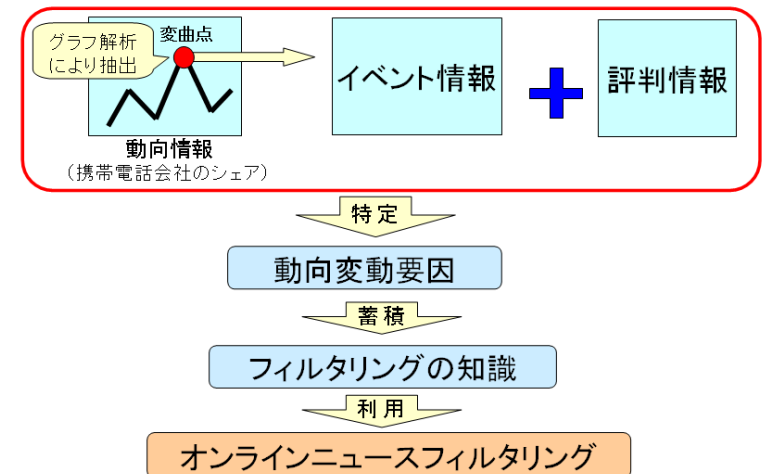 グラフ解析
により抽出
変曲点
動向情報
（携帯電話会社のシェア）
イベント情報
評判情報
特定
動向変動要因
蓄積
フィルタリングの知識
利用
オンラインニュースフィルタリング